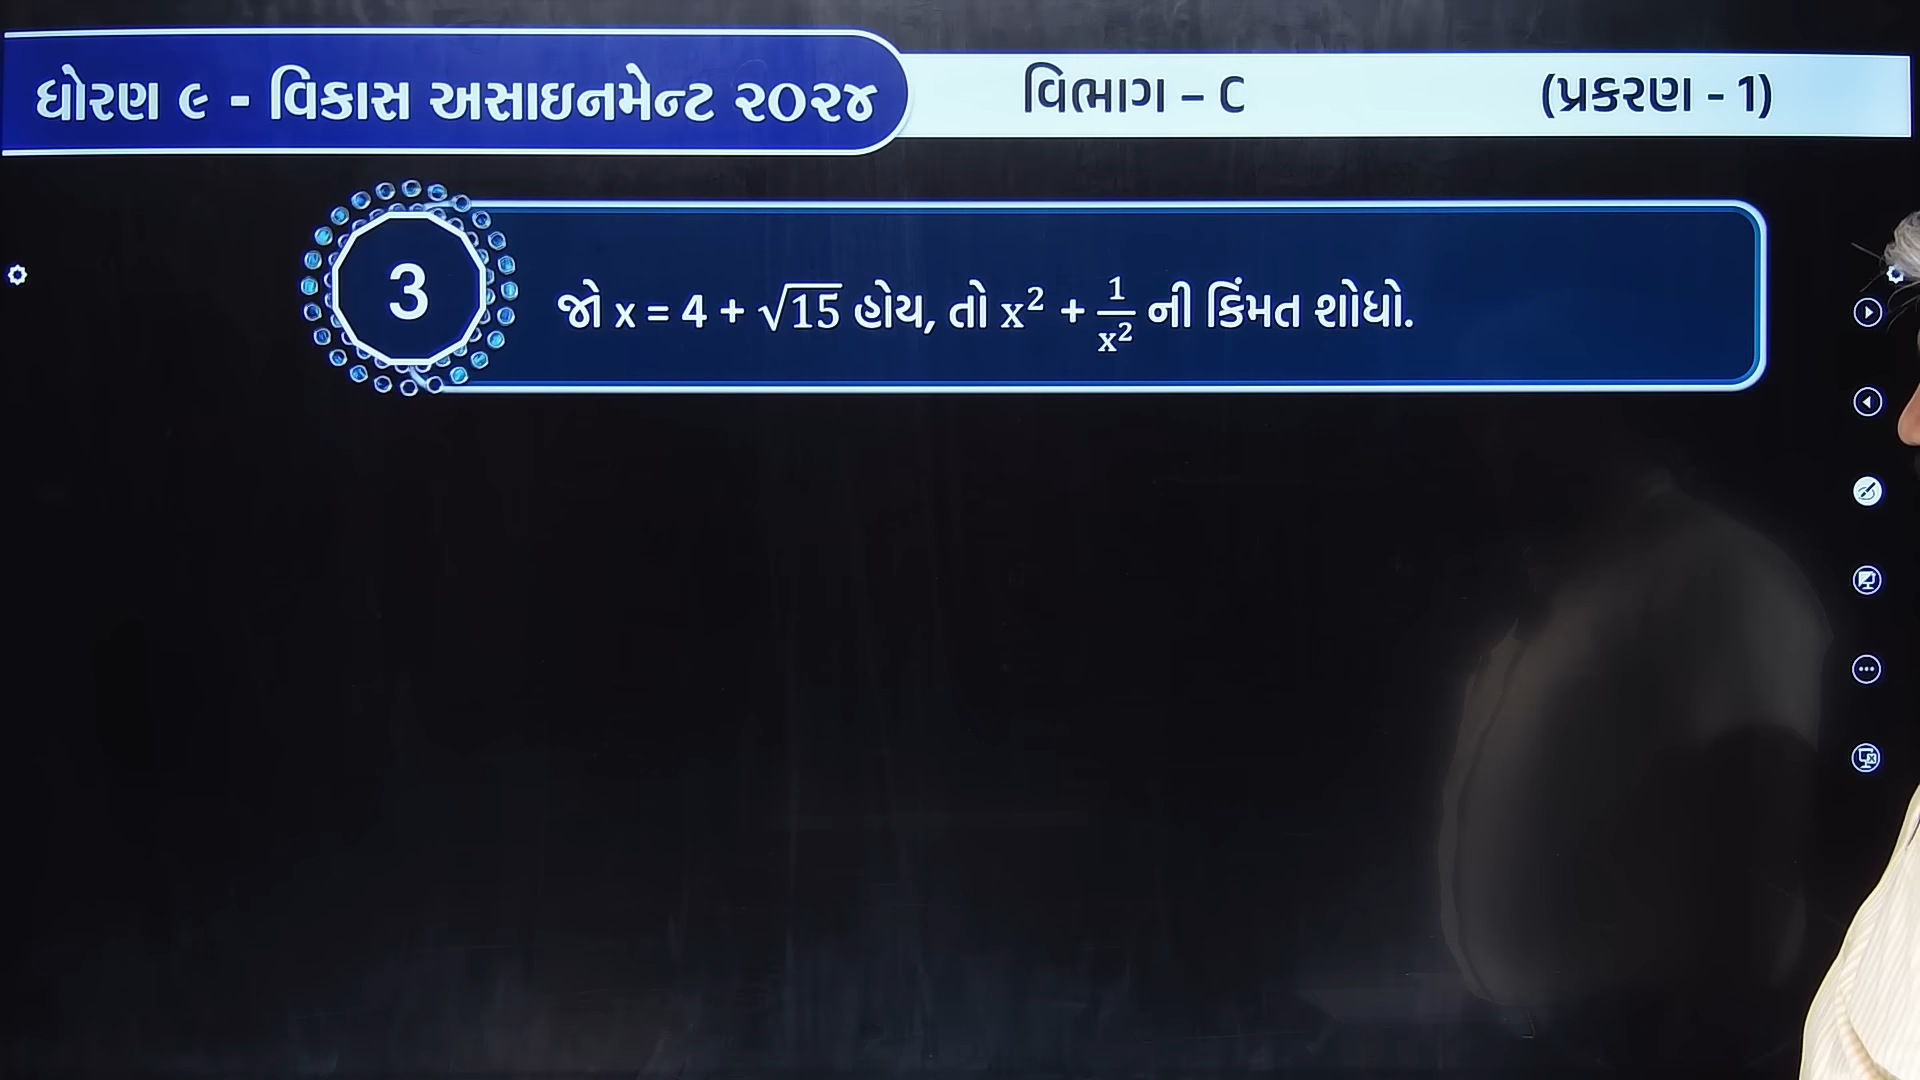 ધોરણ ૯ - વિકાસ અસાઇનમેન્ટ ૨૦૨૪
વિભાગ – C
(પ્રકરણ - 1)
3
જો x = 4 + √15 હોય, તો x² + 1/x² ની કિંમત શોધો.